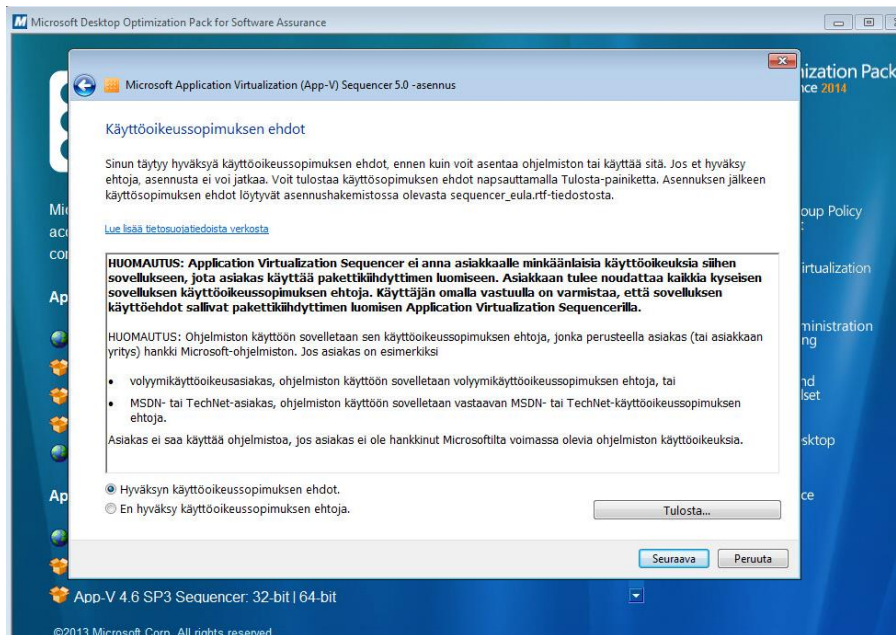 Microsoft Desktop Optimization Pack for Software Assurance
ization Pack
nce 2014
Microsoft Application Virtualization (App-V) Sequencer 5.0 -asennus
Käyttöoikeussopimuksen ehdot
Sinun täytyy hyväksyä käyttöoikeussopimuksen ehdot, ennen kuin voit asentaa ohjelmiston tai käyttää sitä. Jos et hyväksy
ehtoja, asennusta ei voi jatkaa. Voit tulostaa käyttösopimuksen ehdot napsauttamalla Tulosta-painiketta. Asennuksen jälkeen
käyttösopimuksen ehdot löytyvät asennushakemistossa olevasta sequencer_eula.rtf-tiedostosta.
Lue lisää tietosuojatiedoista verkosta
HUOMAUTUS: Application Virtualization Sequencer ei anna asiakkaalle minkäänlaisia käyttöoikeuksia siihen
sovellukseen, jota asiakas käyttää pakettikiihdyttimen luomiseen. Asiakkaan tulee noudattaa kaikkia kyseisen
sovelluksen käyttöoikeussopimuksen ehtoja. Käyttäjän omalla vastuulla on varmistaa, että sovelluksen
käyttöehdot sallivat pakettikiihdyttimen luomisen Application Virtualization Sequencerilla.
HUOMAUTUS: Ohjelmiston käyttöön sovelletaan sen käyttöoikeussopimuksen ehtoja, jonka perusteella asiakas (tai asiakkaan
yritys) hankki Microsoft-ohjelmiston. Jos asiakas on esimerkiksi
• volyymikäyttöoikeusasiakas, ohjelmiston käyttöön sovelletaan volyymikäyttöoikeussopimuksen ehtoja, tai
• MSDN- tai TechNet-asiakas, ohjelmiston käyttöön sovelletaan vastaavan MSDN- tai TechNet-käyttöoikeussopimuksen
ehtoja.
Asiakas ei saa käyttää ohjelmistoa, jos asiakas ei ole hankkinut Microsoftilta voimassa olevia ohjelmiston käyttöoikeuksia.
Hyväksyn käyttöoikeussopimuksen ehdot.
En hyväksy käyttöoikeussopimuksen ehtoja.
Tulosta...
Seuraava
Peruuta
Mic
acc
con
App
App
oup Policy
irtualization
ministration
ng
nd
lset
sktop
ce
App-V 4.6 SP3 Sequencer: 32-bit | 64-bit
©2013 Microsoft Corp. All rights reserved